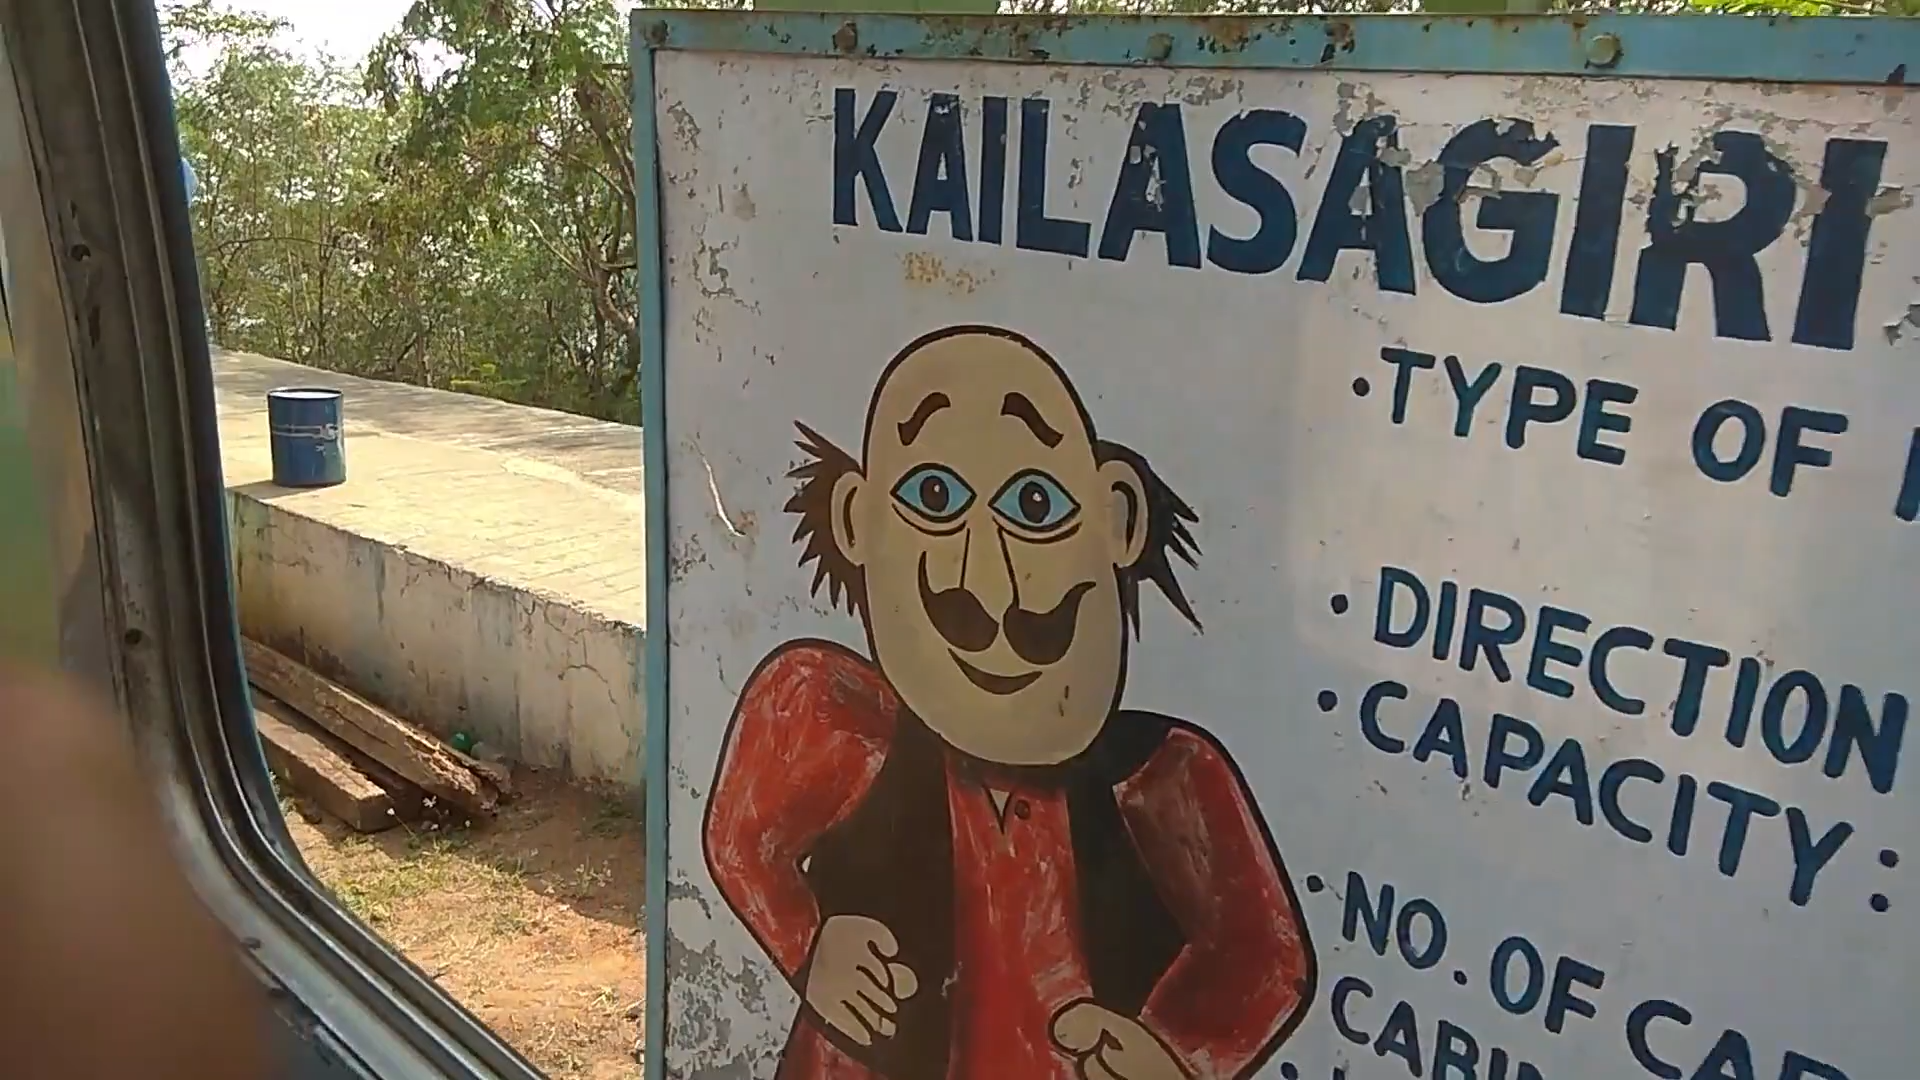 KAILASAGIRI
• TYPE OF
• DIRECTION
• CAPACITY :
• NO. OF